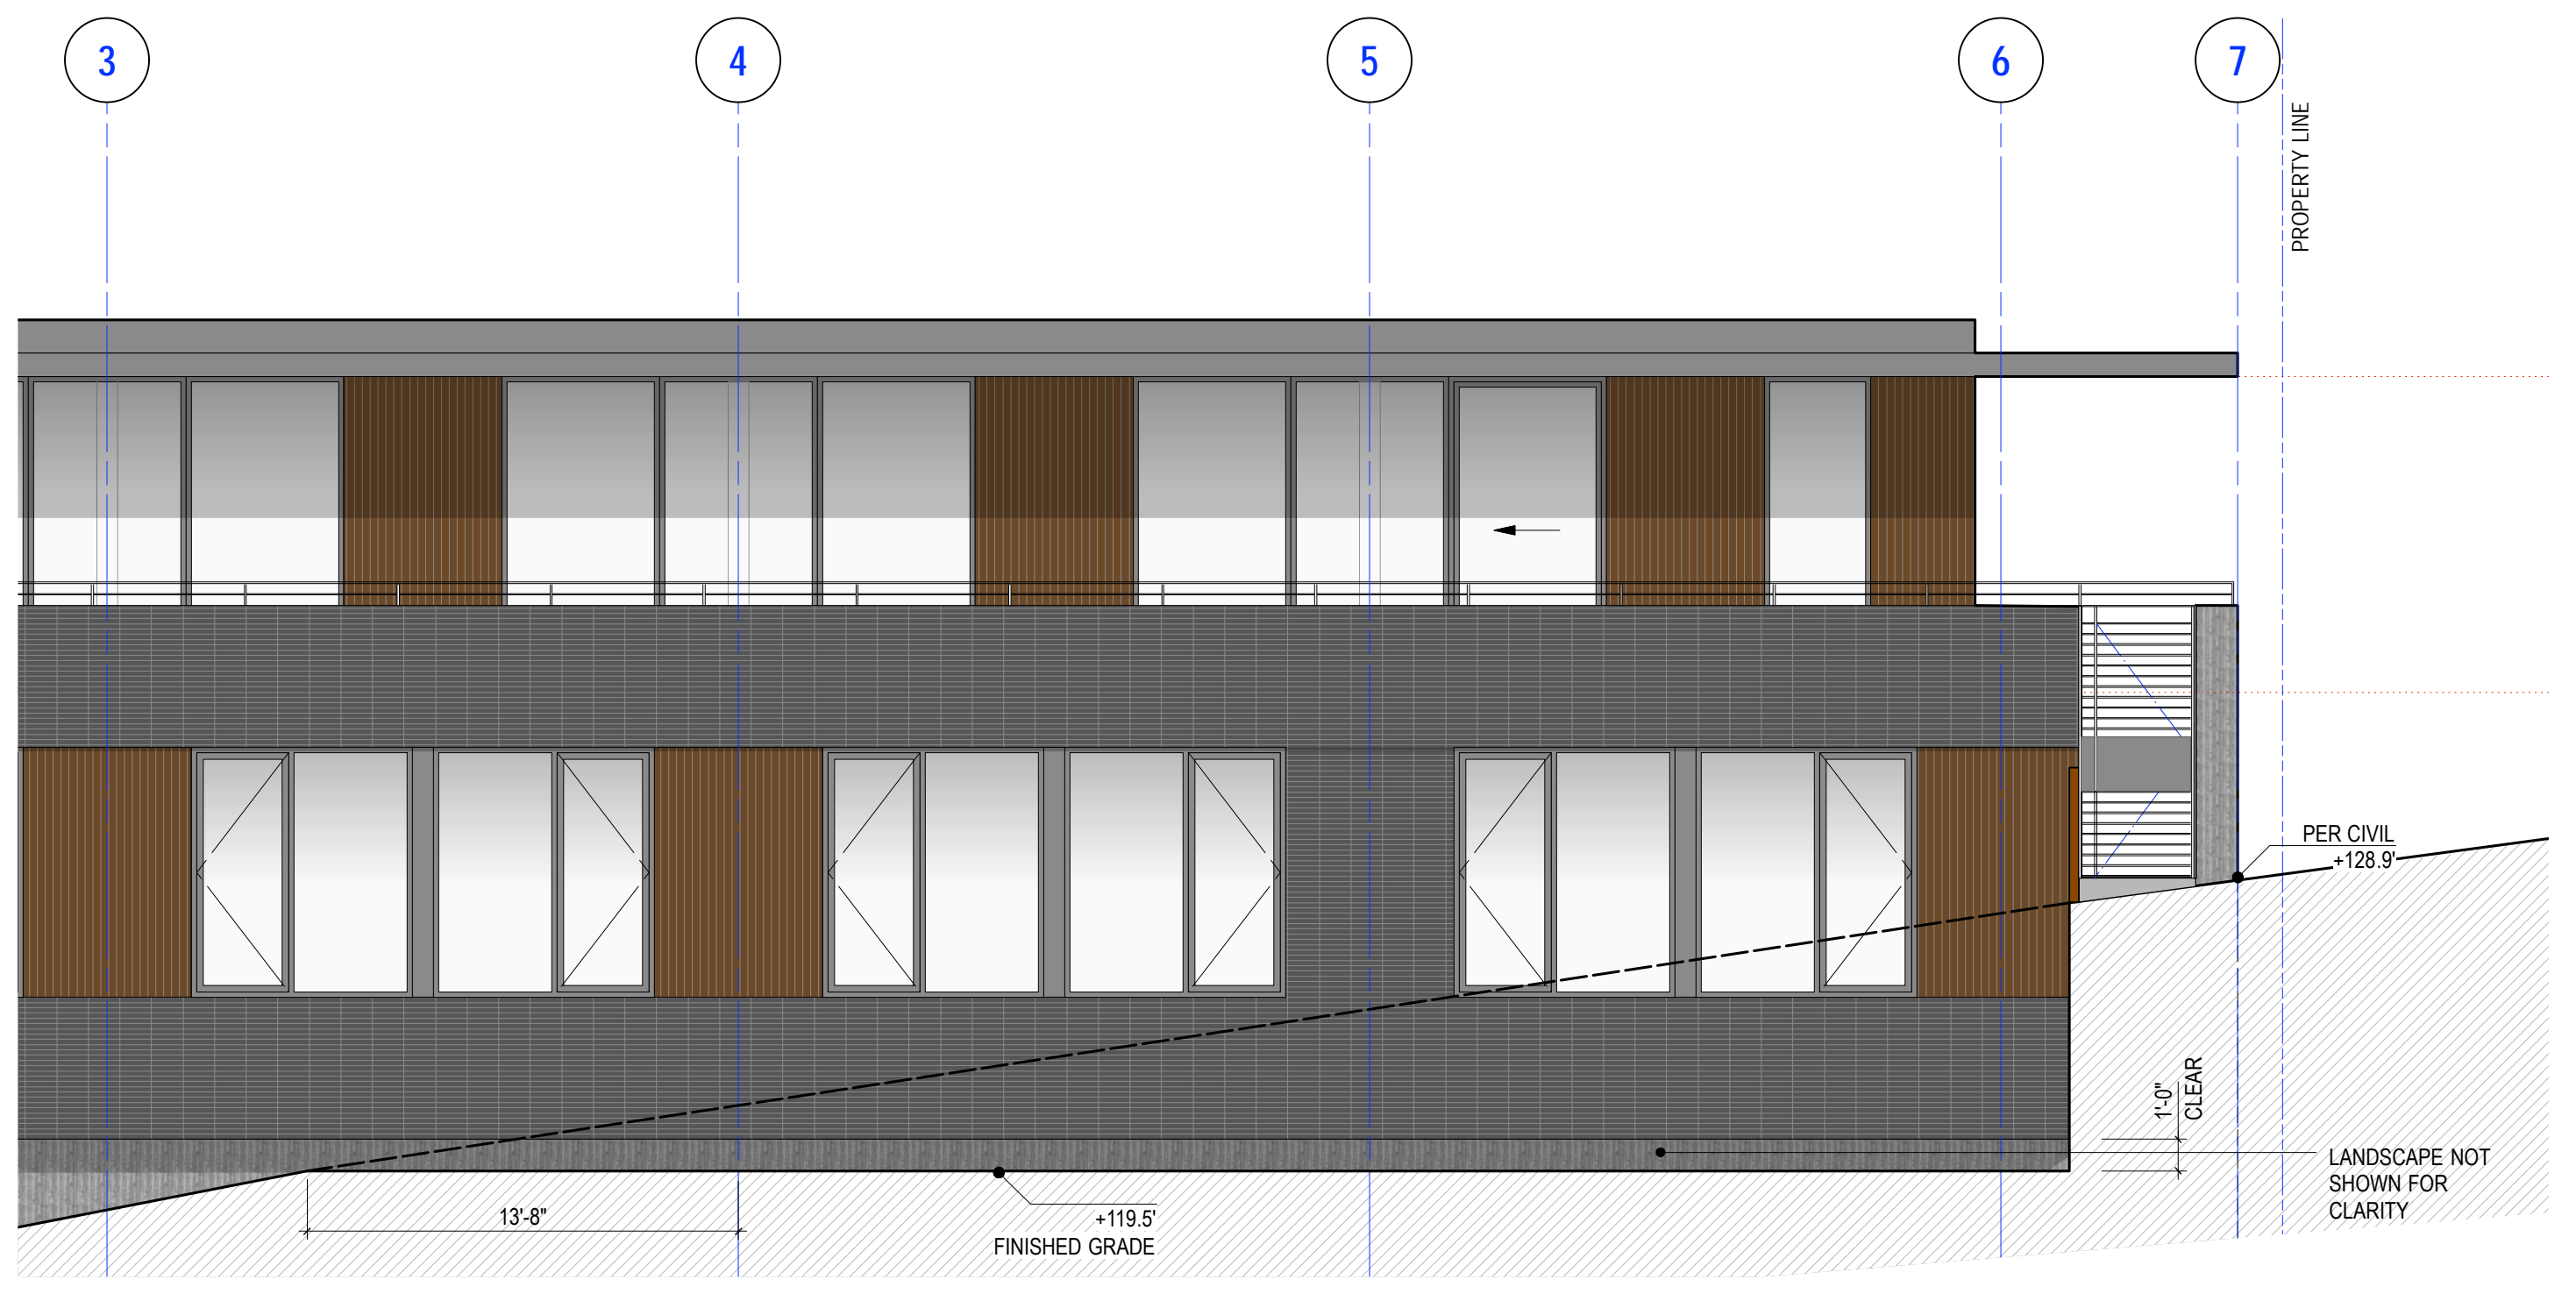 3
4
5
6
7
PROPERTY LINE
PER CIVIL
+128.9'
1'-0"
CLEAR
LANDSCAPE NOT
SHOWN FOR
CLARITY
13'-8"
+119.5'
FINISHED GRADE